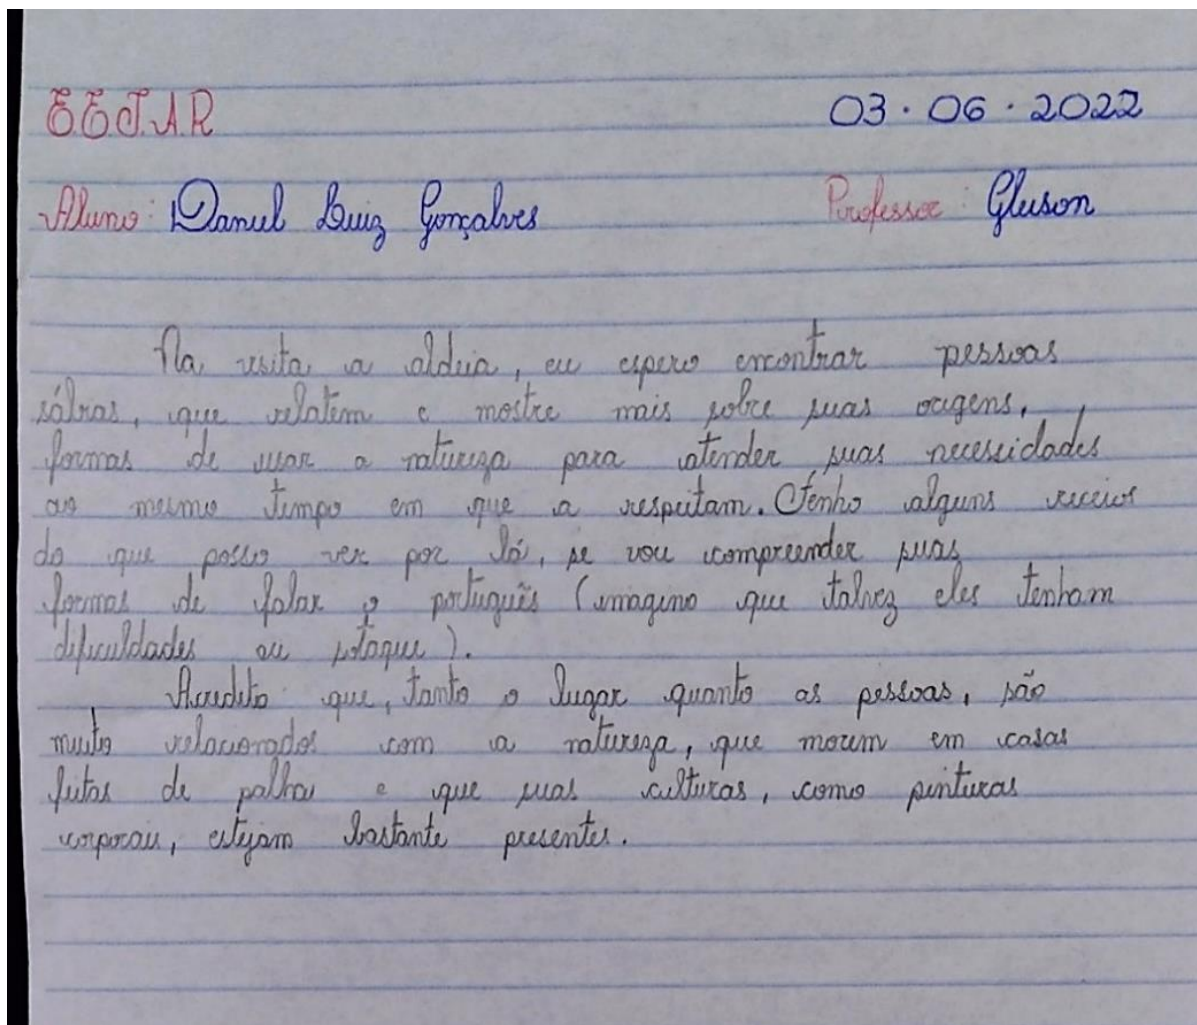 EEJAR 03 . 06 . 2022
Aluno: Daniel Luiz Gonçalves Professor: Gleison
Na visita a aldeia, eu espero encontrar pessoas
sábias, que relatem e mostre mais sobre suas origens,
formas de usar a natureza para atender suas necessidades
ao mesmo tempo em que a respeitam. Tenho alguns receios
do que posso ver por lá, se vou compreender suas
formas de falar o português (imagino que talvez eles tenham
dificuldades ou sotaque).
Acredito que, tanto o lugar quanto as pessoas, são
muito relacionados com a natureza, que morem em casas
feitas de palha e que suas culturas, como pinturas
corporais, estejam bastante presentes.